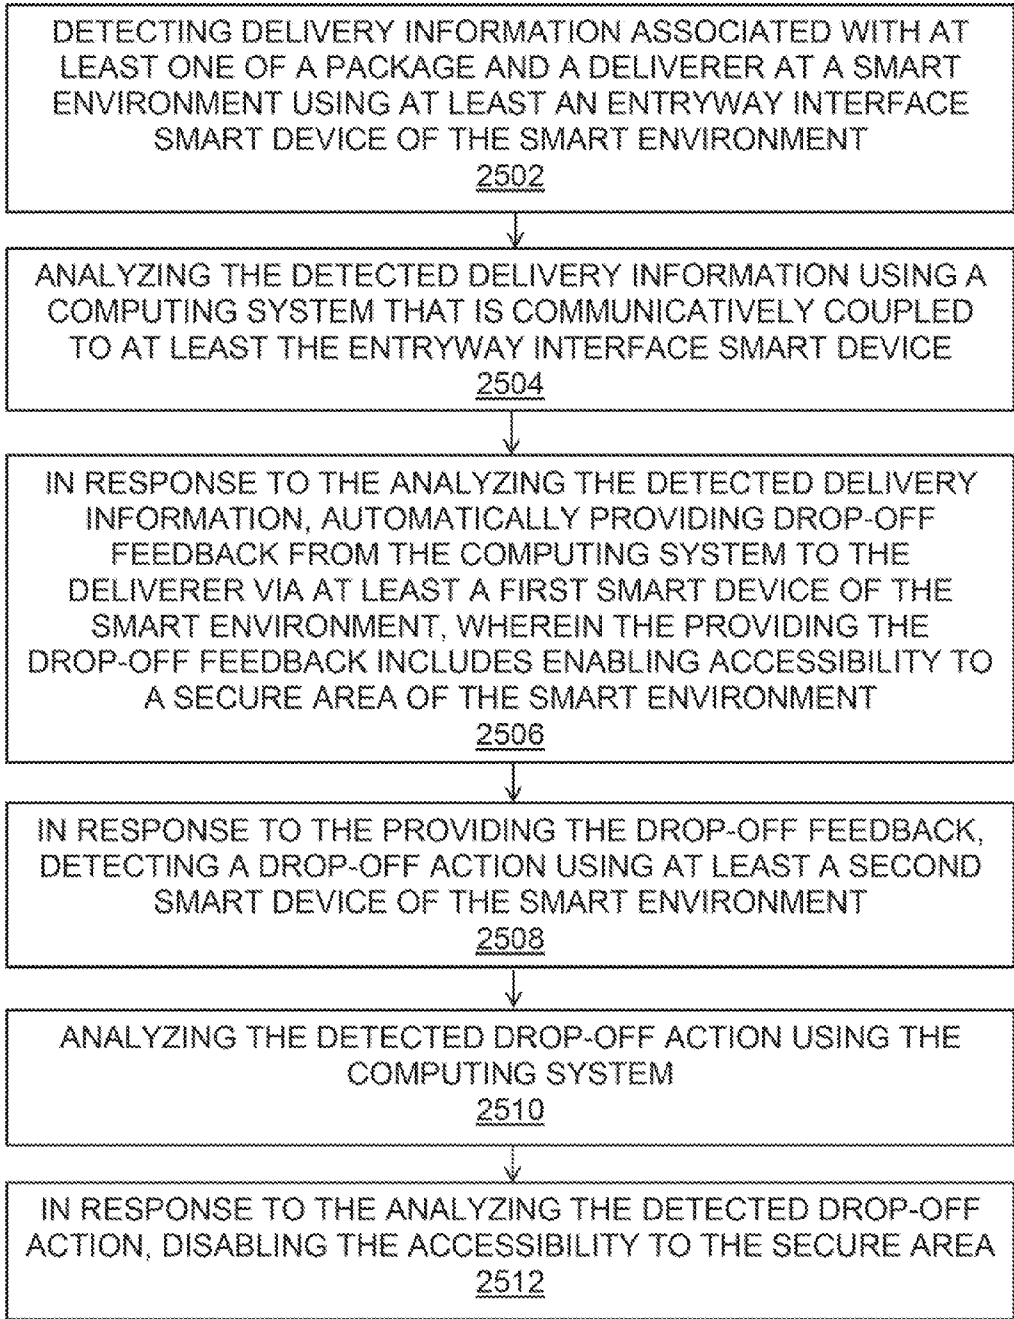 DETECTING DELIVERY INFORMATION ASSOCIATED WITH AT
LEAST ONE OF A PACKAGE AND A DELIVERER AT A SMART
ENVIRONMENT USING AT LEAST AN ENTRYWAY INTERFACE
SMART DEVICE OF THE SMART ENVIRONMENT
2502
ANALYZING THE DETECTED DELIVERY INFORMATION USING A
COMPUTING SYSTEM THAT IS COMMUNICATIVELY COUPLED
TO AT LEAST THE ENTRYWAY INTERFACE SMART DEVICE
2504
IN RESPONSE TO THE ANALYZING THE DETECTED DELIVERY
INFORMATION, AUTOMATICALLY PROVIDING DROP-OFF
FEEDBACK FROM THE COMPUTING SYSTEM TO THE
DELIVERER VIA AT LEAST A FIRST SMART DEVICE OF THE
SMART ENVIRONMENT, WHEREIN THE PROVIDING THE
DROP-OFF FEEDBACK INCLUDES ENABLING ACCESSIBILITY TO
A SECURE AREA OF THE SMART ENVIRONMENT
2506
IN RESPONSE TO THE PROVIDING THE DROP-OFF FEEDBACK,
DETECTING A DROP-OFF ACTION USING AT LEAST A SECOND
SMART DEVICE OF THE SMART ENVIRONMENT
2508
ANALYZING THE DETECTED DROP-OFF ACTION USING THE
COMPUTING SYSTEM
2510
IN RESPONSE TO THE ANALYZING THE DETECTED DROP-OFF
ACTION, DISABLING THE ACCESSIBILITY TO THE SECURE AREA
2512